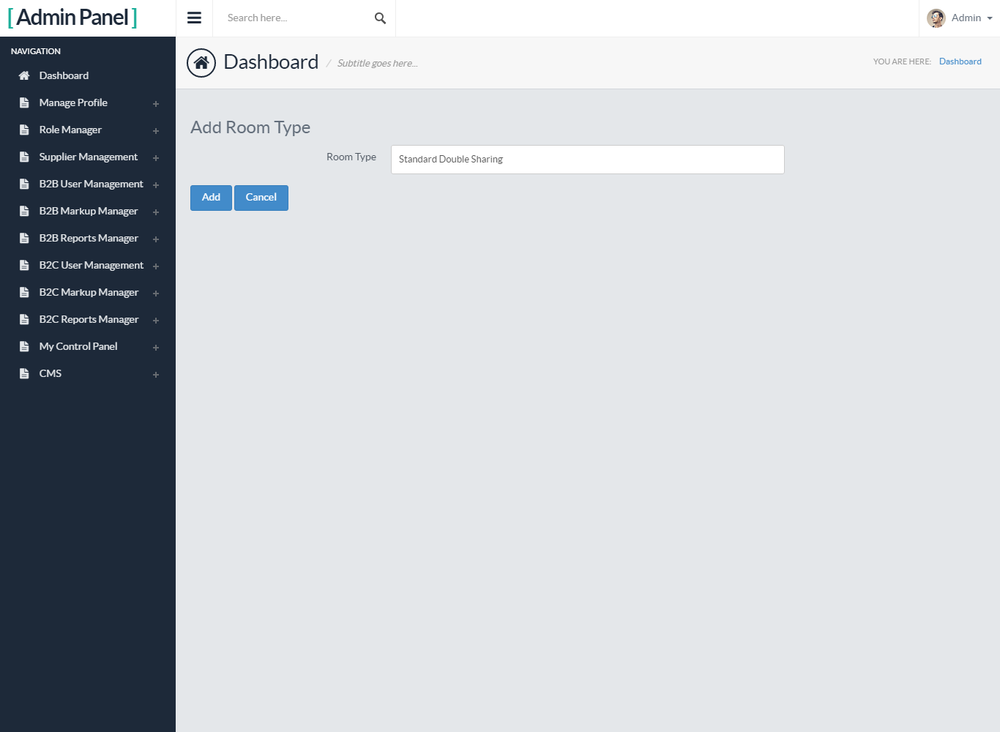 [ Admin Panel ]
Search here...
Admin
NAVIGATION
Dashboard
Manage Profile
Role Manager
Supplier Management
B2B User Management
B2B Markup Manager
B2B Reports Manager
B2C User Management
B2C Markup Manager
B2C Reports Manager
My Control Panel
CMS
Dashboard / Subtitle goes here...
YOU ARE HERE: Dashboard
Add Room Type
Room Type Standard Double Sharing
Add Cancel